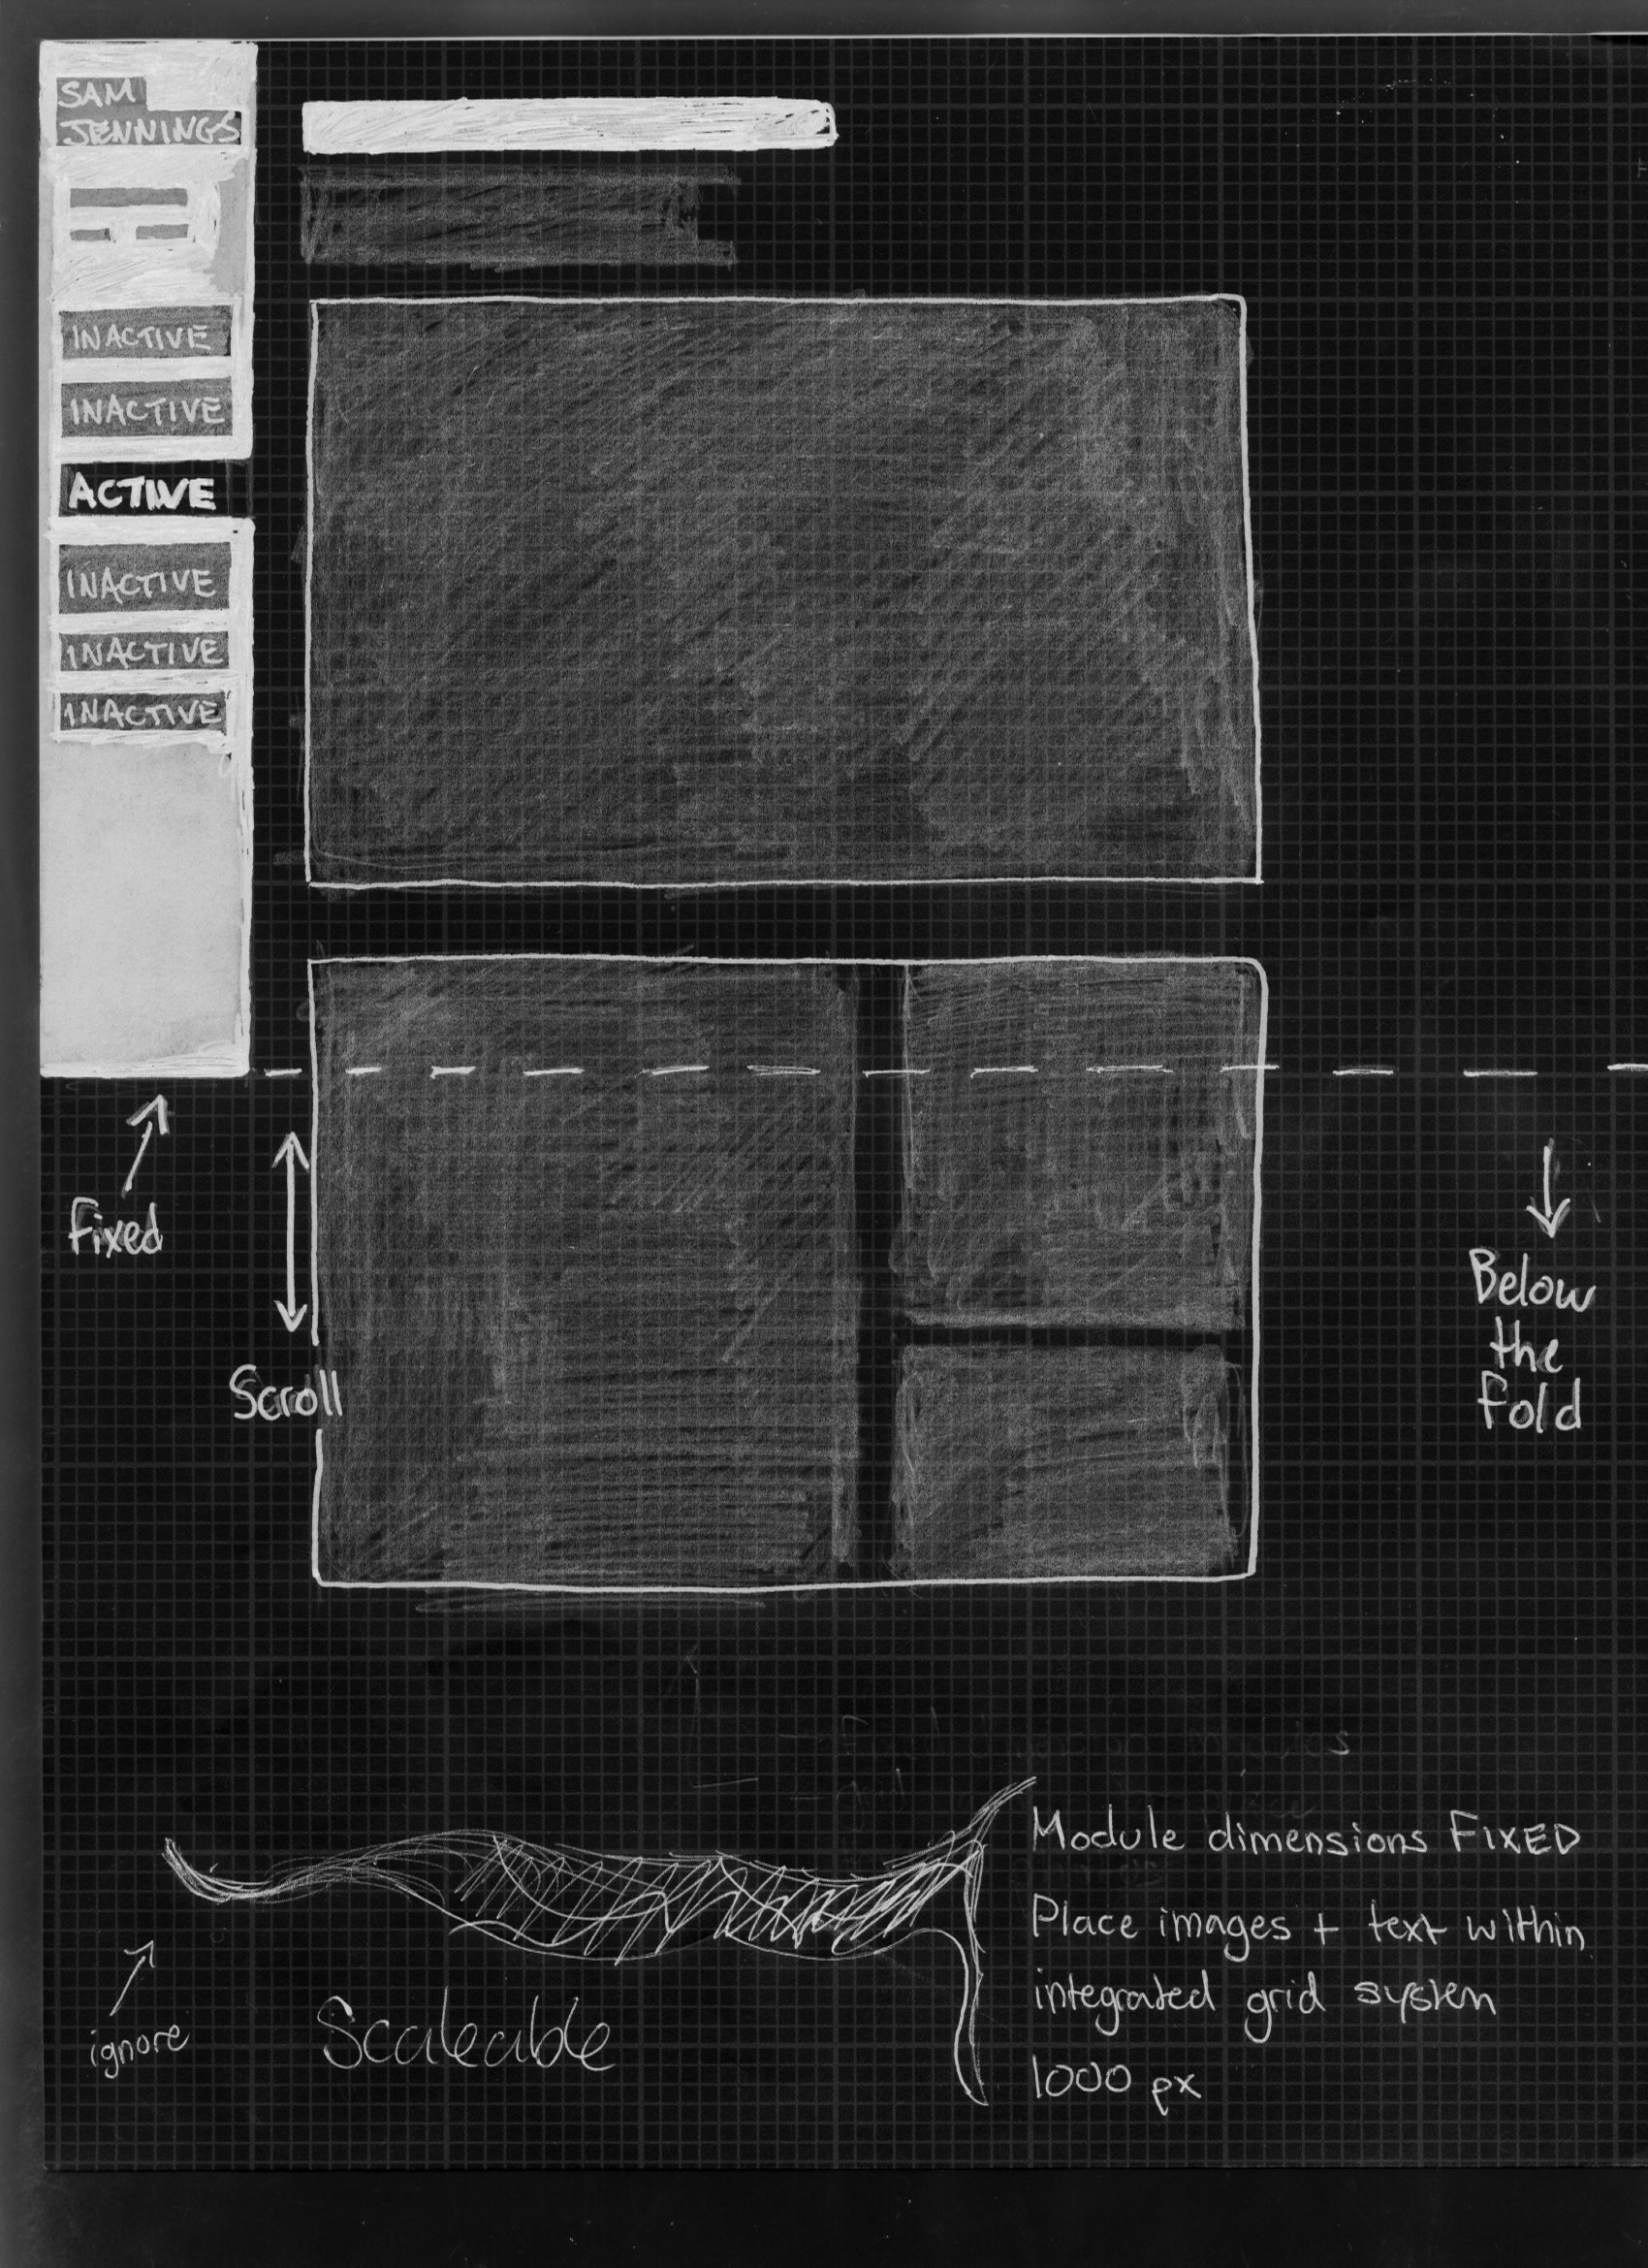 SAM
JENNINGS
INACTIVE
INACTIVE
ACTIVE
INACTIVE
INACTIVE
INACTIVE
Fixed
Scroll
Below
the
fold
Module dimensions FIXED
Place images + text within
integrated grid system
1000 px
ignore
Scaleable